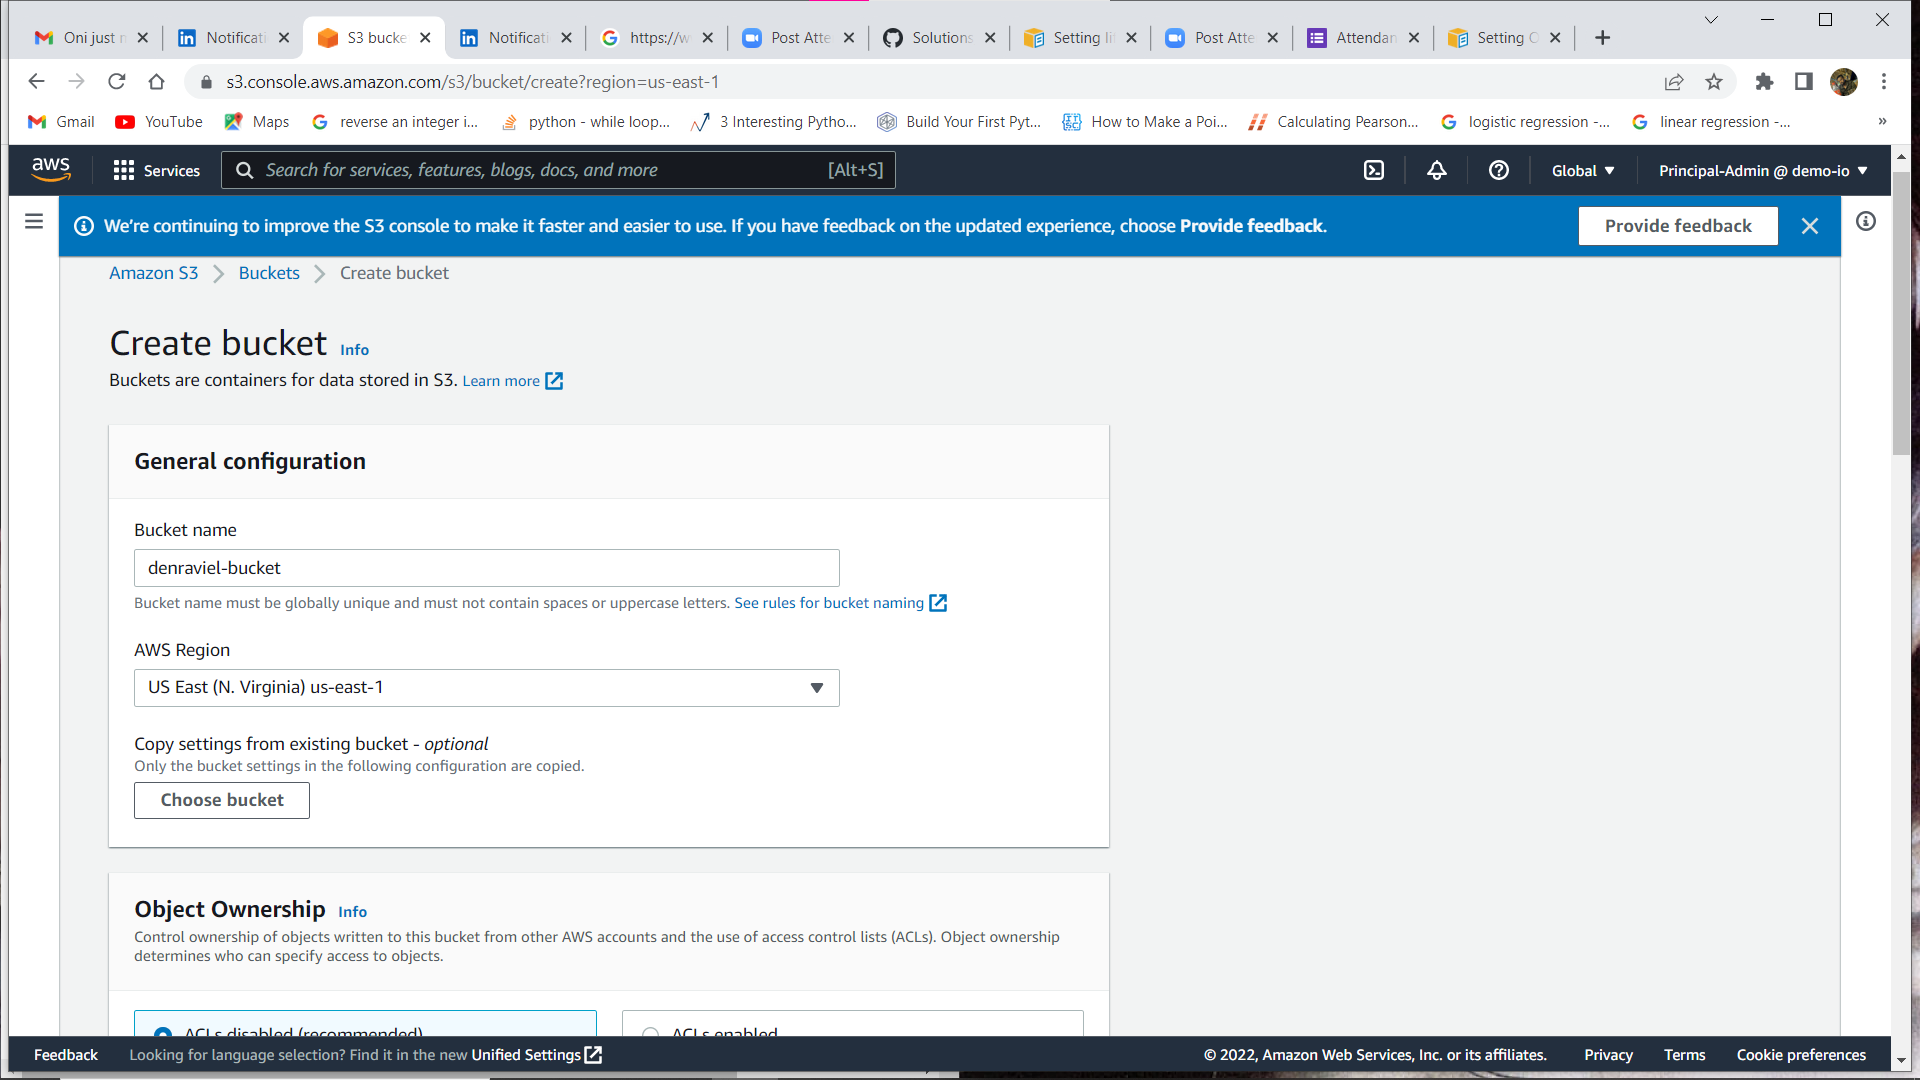 Oni just
Notificati
S3 bucke
Notificati
https://w
Post Atte
Solutions
Setting li
Post Atte
Attendan
Setting
s3.console.aws.amazon.com/s3/bucket/create?region=us-east-1
Gmail
YouTube
Maps
reverse an integer i...
python - while loop...
3 Interesting Pytho...
Build Your First Pyt...
How to Make a Poi...
Calculating Pearson...
logistic regression -...
linear regression -...
»
aws
Services
Search for services, features, blogs, docs, and more
[Alt+S]
Global
Principal-Admin @ demo-io
We're continuing to improve the S3 console to make it faster and easier to use. If you have feedback on the updated experience, choose Provide feedback.
Provide feedback
Amazon S3
Buckets
Create bucket
Create bucket
Info
Buckets are containers for data stored in S3. Learn more
General configuration
Bucket name
denraviel-bucket
Bucket name must be globally unique and must not contain spaces or uppercase letters. See rules for bucket naming
AWS Region
US East (N. Virginia) us-east-1
Copy settings from existing bucket - optional
Only the bucket settings in the following configuration are copied.
Choose bucket
Object Ownership
Info
Control ownership of objects written to this bucket from other AWS accounts and the use of access control lists (ACLs). Object ownership
determines who can specify access to objects.
ACLs disabled (recommended)
ACLs enabled
Feedback
Looking for language selection? Find it in the new Unified Settings
© 2022, Amazon Web Services, Inc. or its affiliates.
Privacy
Terms
Cookie preferences